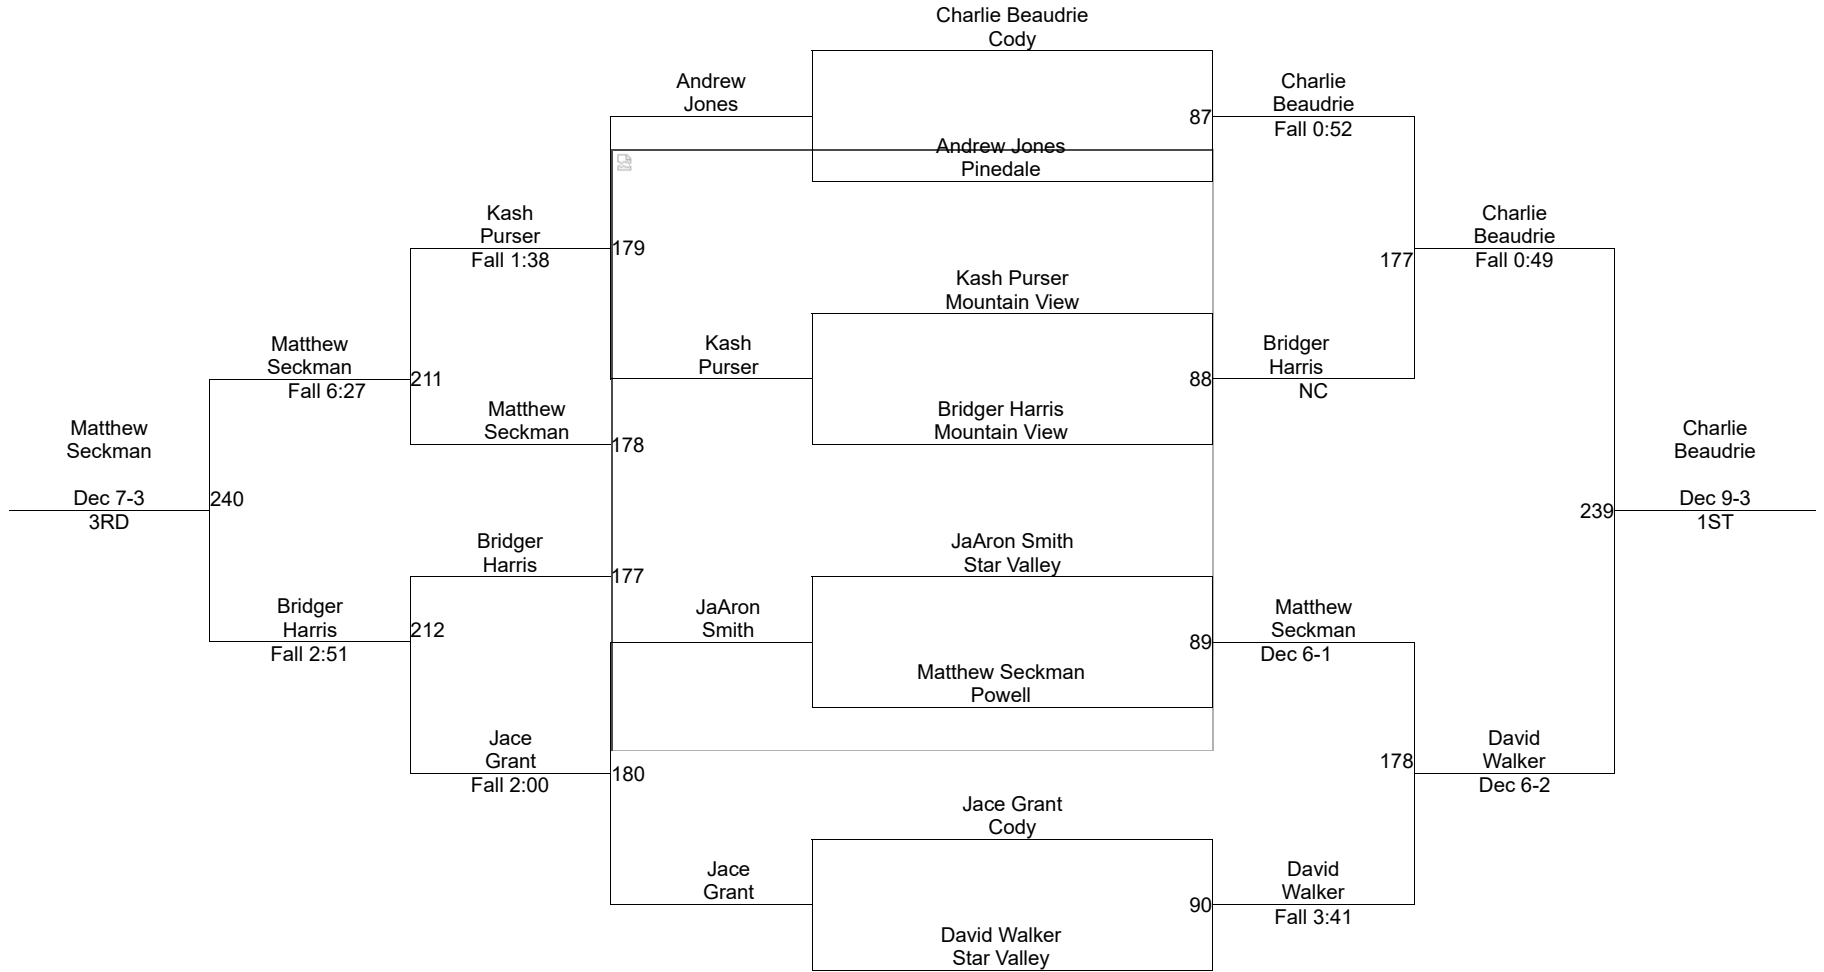 Charlie Beaudrie
Cody
Andrew
Jones
Charlie
Beaudrie
87
Fall 0:52
Andrew Jones
Pinedale
Kash
Purser
Fall 1:38
179
Charlie
Beaudrie
Fall 0:49
177
Kash Purser
Mountain View
Matthew
Seckman
Fall 6:27
211
Kash
Purser
Bridger
Harris
88
NC
Matthew
Seckman
178
Bridger Harris
Mountain View
Matthew
Seckman
Dec 7-3
3RD
240
Charlie
Beaudrie
239
Dec 9-3
1ST
Bridger
Harris
177
JaAron Smith
Star Valley
Bridger
Harris
Fall 2:51
212
JaAron
Smith
Matthew
Seckman
89
Dec 6-1
Matthew Seckman
Powell
Jace
Grant
Fall 2:00
180
David
Walker
178
Dec 6-2
Jace Grant
Cody
Jace
Grant
David
Walker
90
Fall 3:41
David Walker
Star Valley